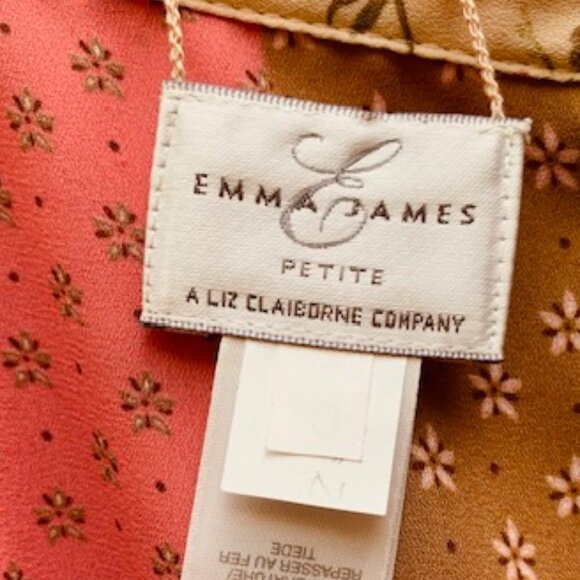 EMMA JAMES
PETITE
A LIZ CLAIBORNE COMPANY
REPASSER AU FER
TIEDE